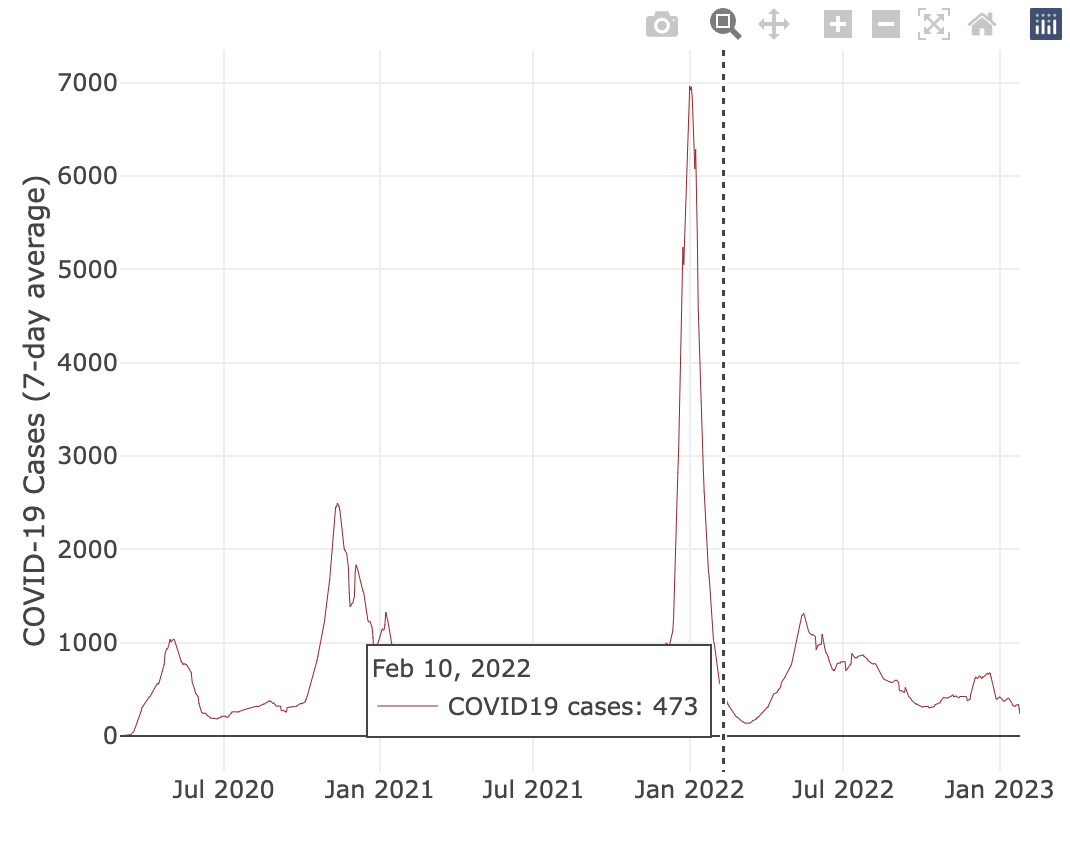 COVID-19 Cases (7-day average)
7000
6000
5000
4000
3000
2000
1000
0
Feb 10, 2022
COVID19 cases: 473
Jul 2020 Jan 2021 Jul 2021 Jan 2022 Jul 2022 Jan 2023